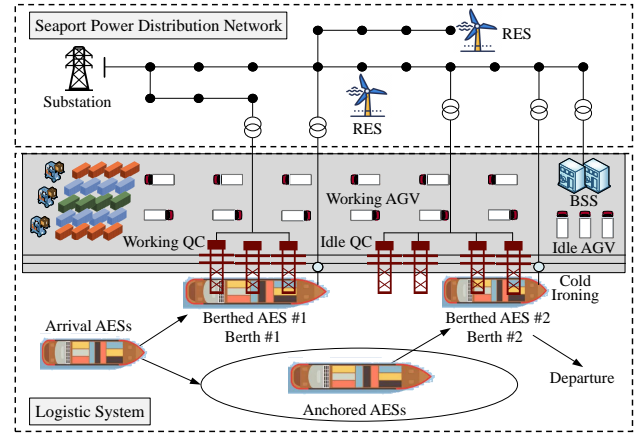 Seaport Power Distribution Network
RES
Substation
RES
BSS
Working AGV
Working QC
Idle QC
Idle AGV
Cold
Ironing
Berthed AES #1
Berth #1
Berthed AES #2
Berth #2
Arrival AESs
Departure
Anchored AESs
Logistic System